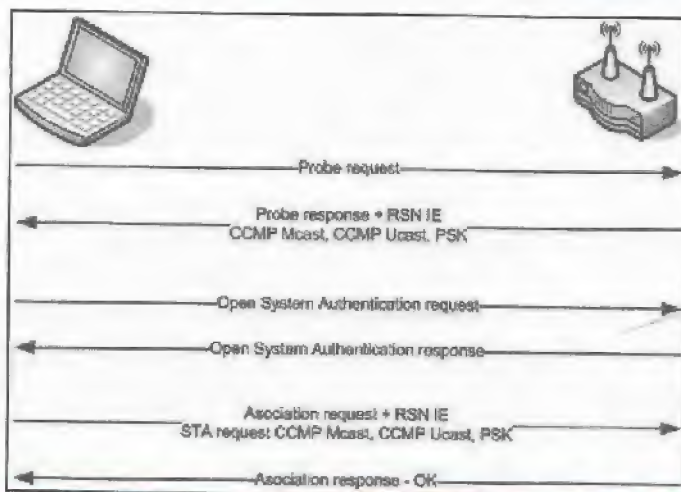 Probe request
Probe response + RSN IE
CCMP Mcast, CCMP Ucast, PSK
Open System Authentication request
Open System Authentication response
Asociation request + RSN IE
STA request CCMP Mcast, CCMP Ucast, PSK
Asociation response - OK